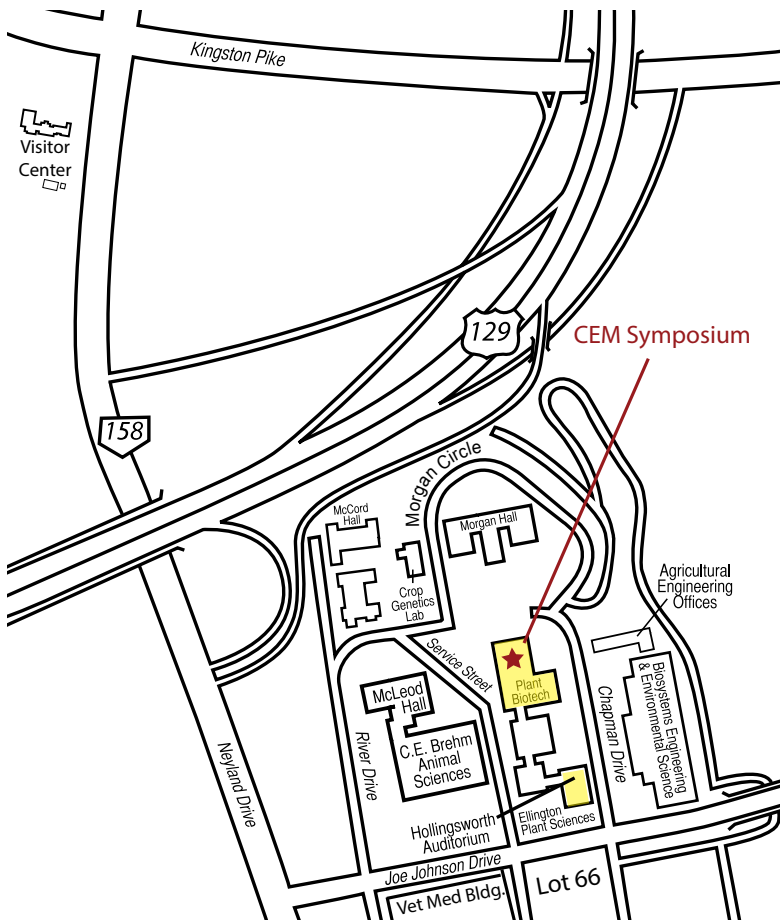 Kingston Pike
Visitor
Center
129
CEM Symposium
158
Morgan Circle
McCord
Hall
Morgan Hall
Crop
Genetics
Lab
Agricultural
Engineering
Offices
Service Street
Plant
Biotech
McLeod
Hall
C.E. Brehm
Animal
Sciences
River Drive
Neyland Drive
Chapman Drive
Biosystems Engineering
& Environmental Science
Hollingsworth
Auditorium
Ellington
Plant Sciences
Joe Johnson Drive
Vet Med Bldg.
Lot 66